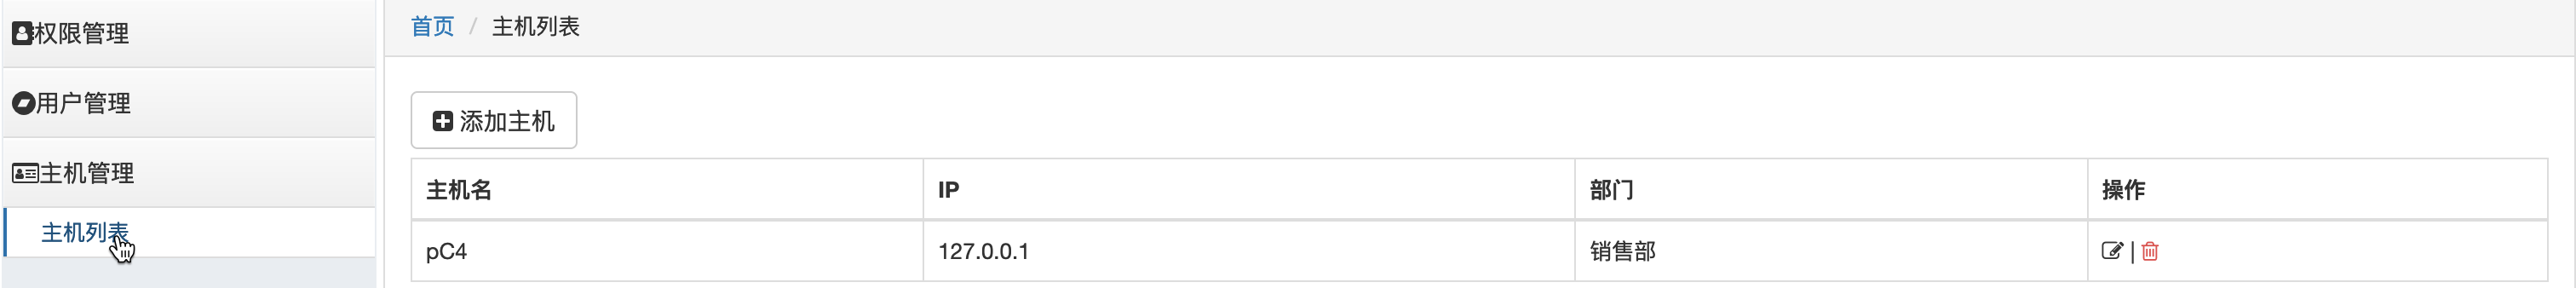 权限管理
用户管理
主机管理
主机列表
首页 / 主机列表
添加主机
主机名 IP 部门 操作
pC4 127.0.0.1 销售部 |